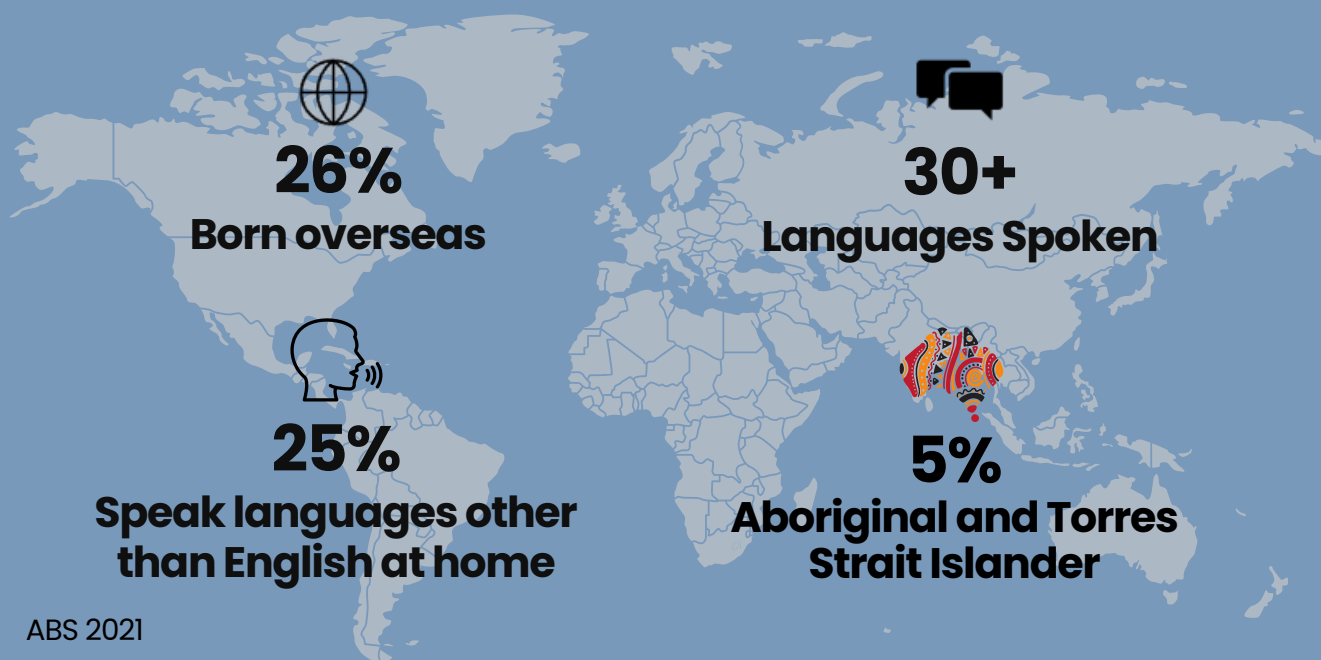 26%
Born overseas
30+
Languages Spoken
25%
Speak languages other
than English at home
5%
Aboriginal and Torres
Strait Islander
ABS 2021